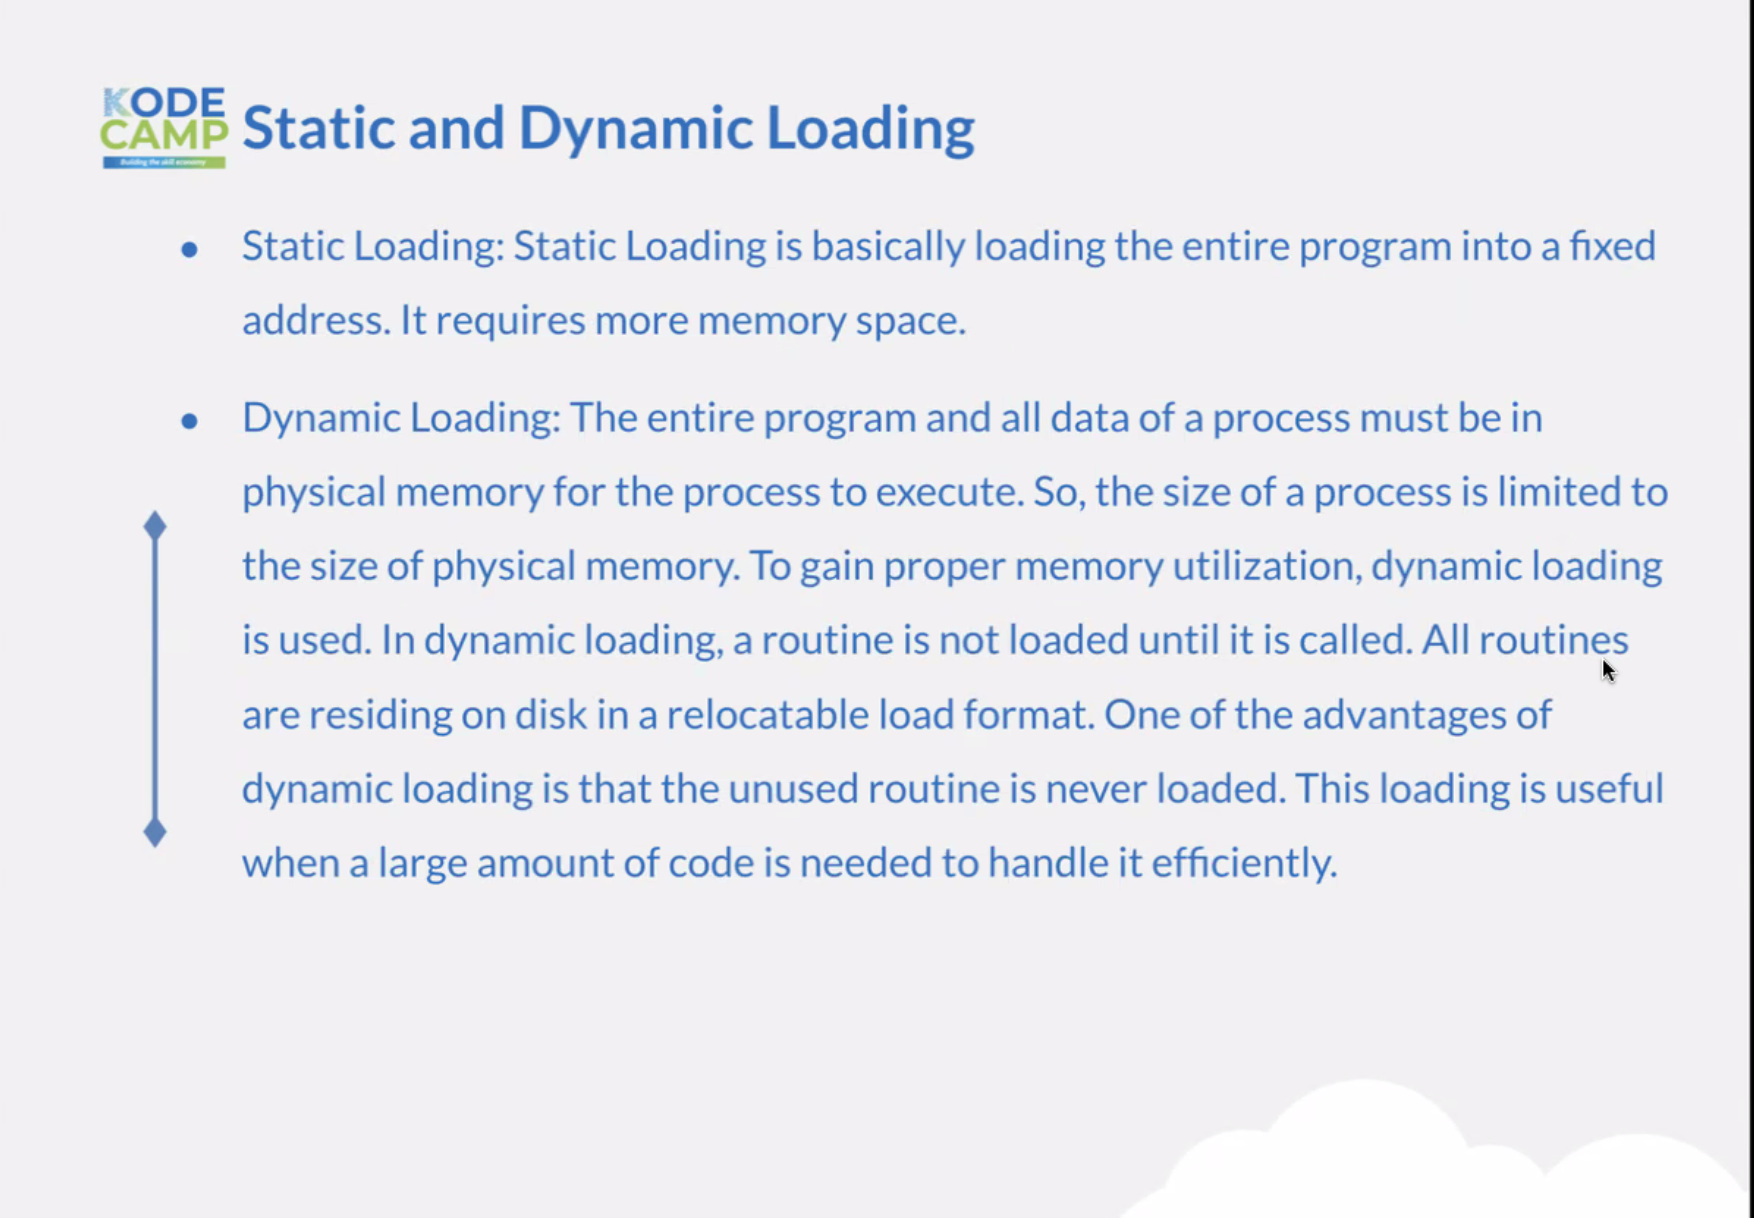 KODE
CAMP
Building the skill economy
Static and Dynamic Loading
● Static Loading: Static Loading is basically loading the entire program into a fixed
address. It requires more memory space.
● Dynamic Loading: The entire program and all data of a process must be in
physical memory for the process to execute. So, the size of a process is limited to
the size of physical memory. To gain proper memory utilization, dynamic loading
is used. In dynamic loading, a routine is not loaded until it is called. All routines
are residing on disk in a relocatable load format. One of the advantages of
dynamic loading is that the unused routine is never loaded. This loading is useful
when a large amount of code is needed to handle it efficiently.